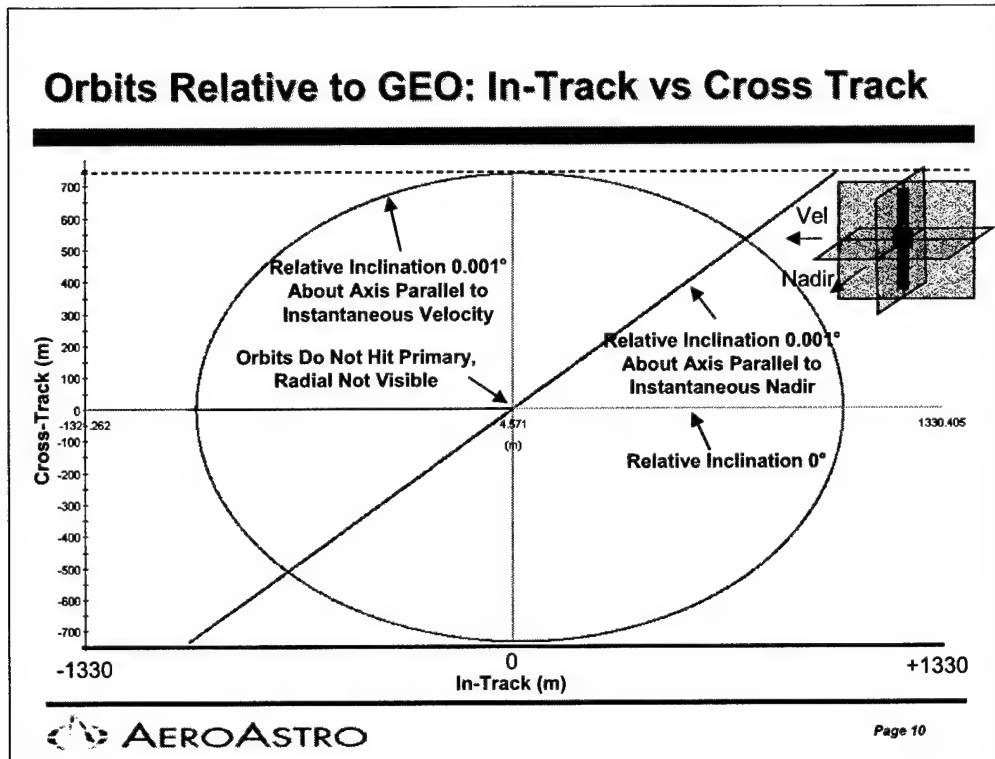 Orbits Relative to GEO: In-Track vs Cross Track
700
600
500
400
300
200
100
0
-100
-200
-300
-400
-500
-600
-700
Cross-Track (m)
Vel
Nadir
Relative Inclination 0.001°
About Axis Parallel to
Instantaneous Velocity
Relative Inclination 0.001°
About Axis Parallel to
Instantaneous Nadir
Orbits Do Not Hit Primary,
Radial Not Visible
4.571
(m)
1330.405
Relative Inclination 0°
-1330
0
+1330
In-Track (m)
AEROASTRO
Page 10